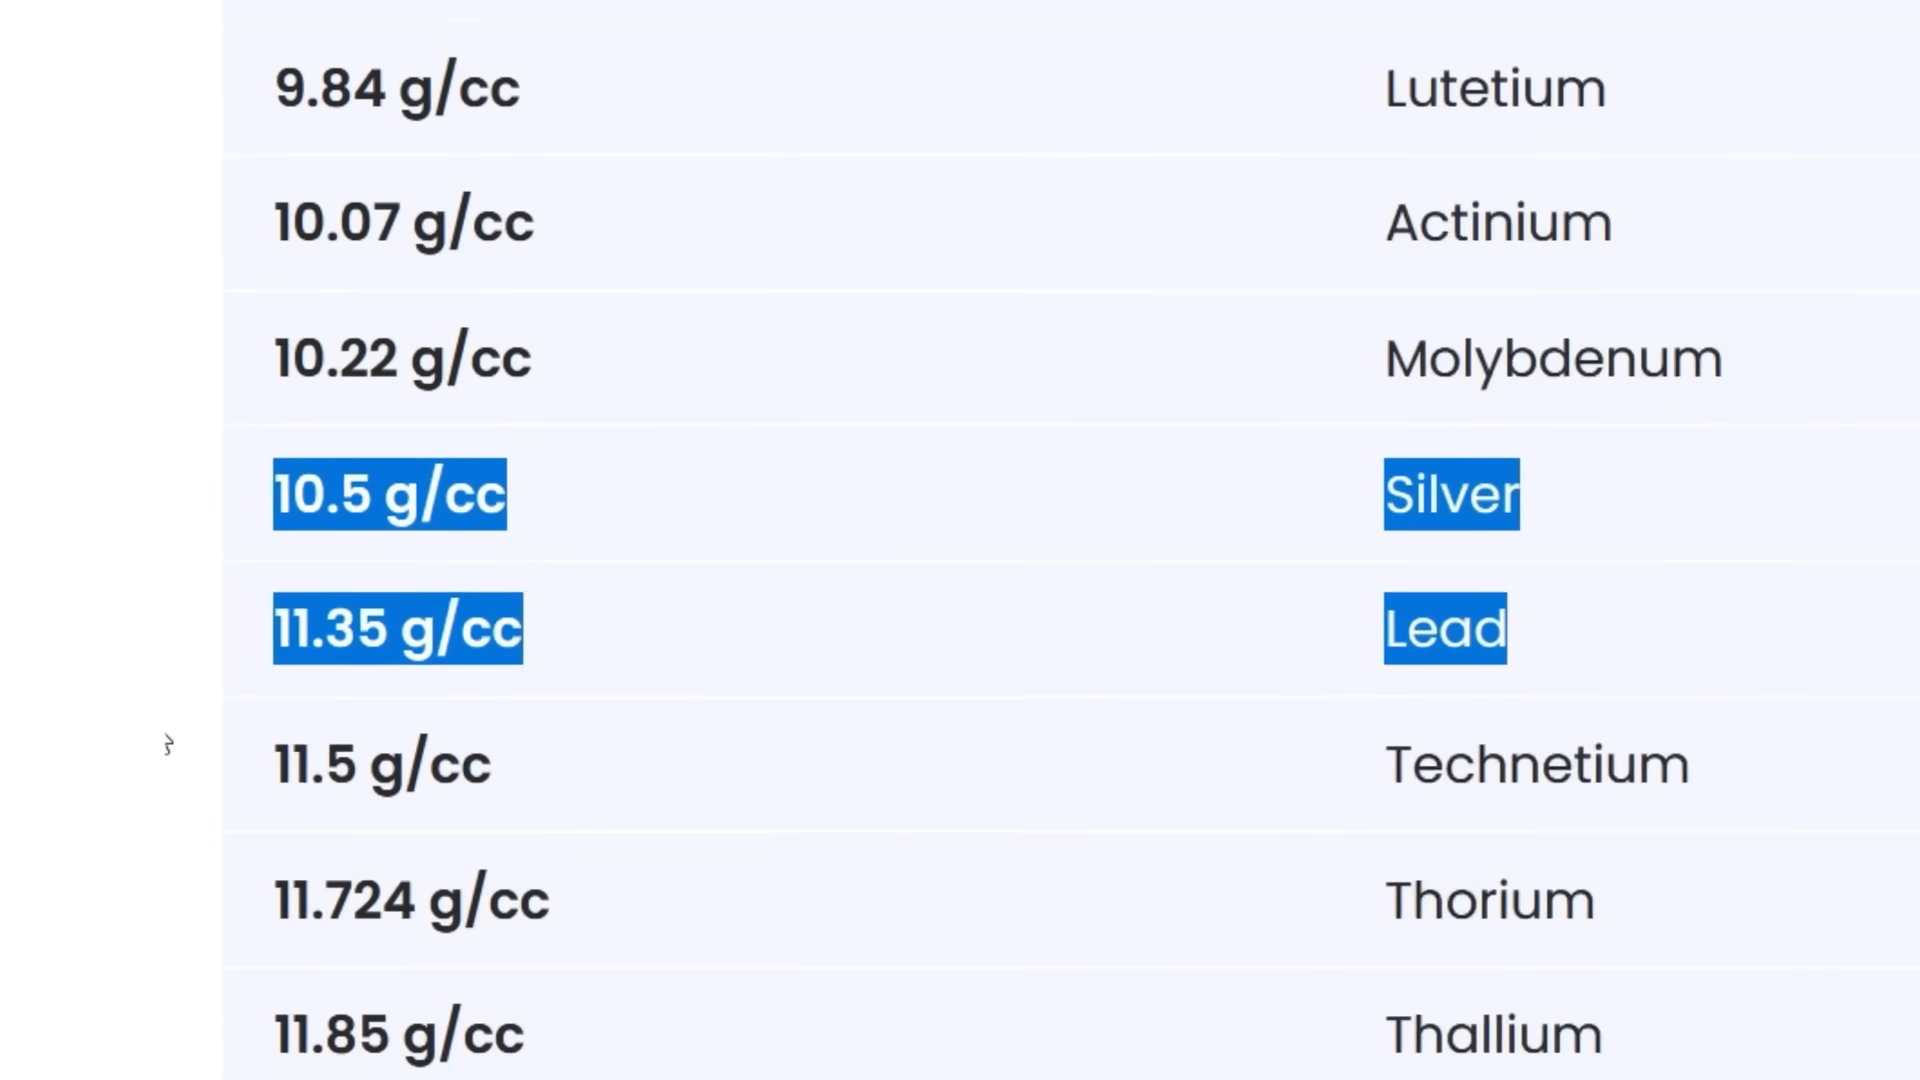 9.84 g/cc Lutetium
10.07 g/cc Actinium
10.22 g/cc Molybdenum
10.5 g/cc Silver
11.35 g/cc Lead
11.5 g/cc Technetium
11.724 g/cc Thorium
11.85 g/cc Thallium